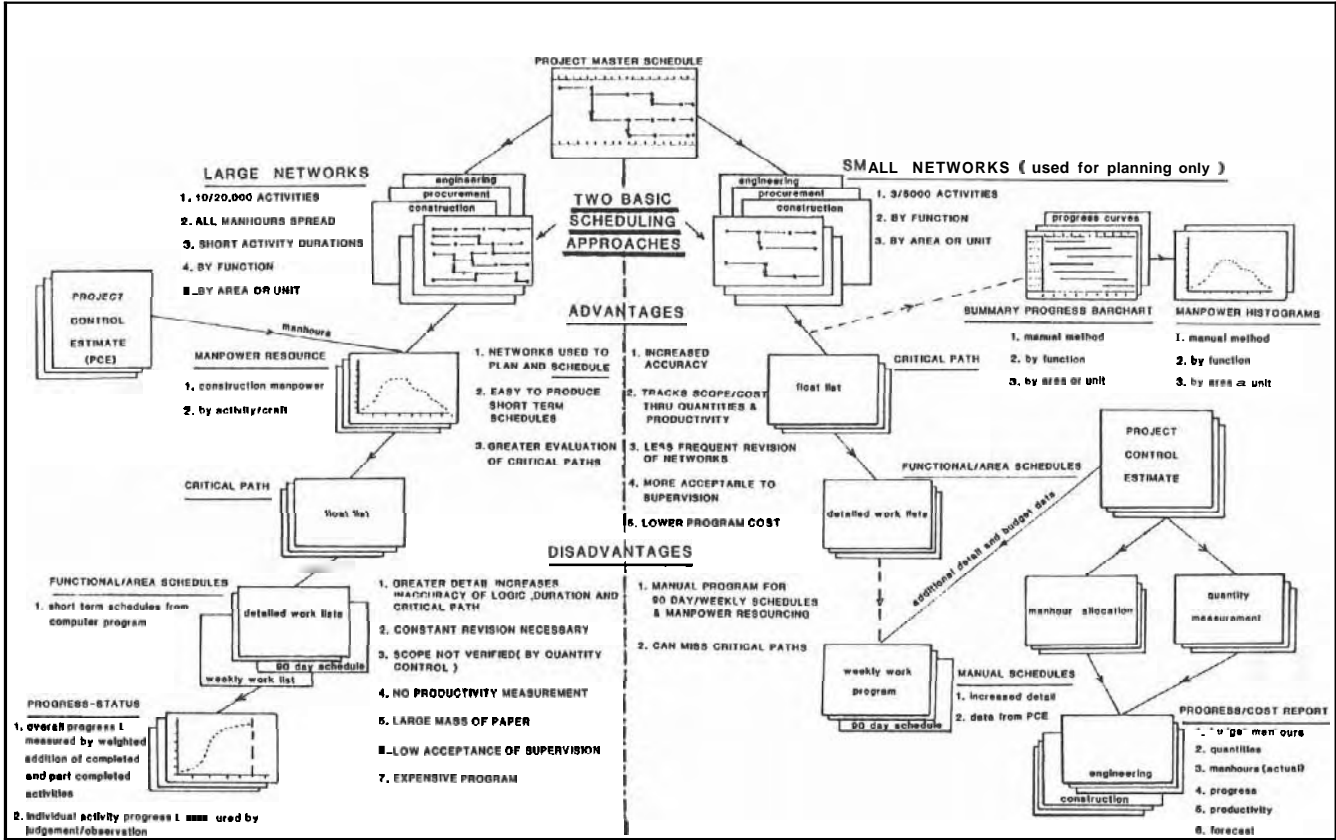 PROJECT MASTER SCHEDULE
TWO BASIC
SCHEDULING
APPROACHES
LARGE NETWORKS
1. 10/20,000 ACTIVITIES
2. ALL MANHOURS SPREAD
3. SHORT ACTIVITY DURATIONS
4. BY FUNCTION
BY AREA OR UNIT
engineering
procurement
construction
PROJECT
CONTROL
ESTIMATE
(PCE)
manhours
MANPOWER RESOURCE
1. construction manpower
2. by activity/craft
CRITICAL PATH
float list
FUNCTIONAL/AREA SCHEDULES
1. short term schedules from
computer program
detailed work lists
90 day schedule
weekly work list
PROGRESS-STATUS
1. overall progress
measured by weighted
addition of completed
and part completed
activities
2. Individual activity progress by
judgement/observation
ADVANTAGES
1. NETWORKS USED TO
PLAN AND SCHEDULE
2. EASY TO PRODUCE
SHORT TERM
SCHEDULES
3. GREATER EVALUATION
OF CRITICAL PATHS
1. INCREASED
ACCURACY
2. TRACKS SCOPE/COST
THRU QUANTITIES &
PRODUCTIVITY
3. LESS FREQUENT REVISION
OF NETWORKS
4. MORE ACCEPTABLE TO
SUPERVISION
5. LOWER PROGRAM COST
DISADVANTAGES
1. GREATER DETAIL INCREASES
INACCURACY OF LOGIC, DURATION AND
CRITICAL PATH
2. CONSTANT REVISION NECESSARY
3. SCOPE NOT VERIFIED( BY QUANTITY
CONTROL )
4. NO PRODUCTIVITY MEASUREMENT
5. LARGE MASS OF PAPER
LOW ACCEPTANCE OF SUPERVISION
7. EXPENSIVE PROGRAM
1. MANUAL PROGRAM FOR
90 DAY/WEEKLY SCHEDULES
& MANPOWER RESOURCING
2. CAN MISS CRITICAL PATHS
SMALL NETWORKS ( used for planning only )
1. 3/5000 ACTIVITIES
2. BY FUNCTION
3. BY AREA OR UNIT
engineering
procurement
construction
progress curves
SUMMARY PROGRESS BARCHART
1. manual method
2. by function
3. by area or unit
MANPOWER HISTOGRAMS
1. manual method
2. by function
3. by area unit
CRITICAL PATH
float list
FUNCTIONAL/AREA SCHEDULES
detailed work lists
additional detail and budget data
weekly work
program
90 day schedule
MANUAL SCHEDULES
1. increased detail
2. data from PCE
PROJECT
CONTROL
ESTIMATE
manhour allocation
quantity
measurement
engineering
construction
PROGRESS/COST REPORT
2. quantities
3. manhours (actual)
4. progress
5. productivity
6. forecast